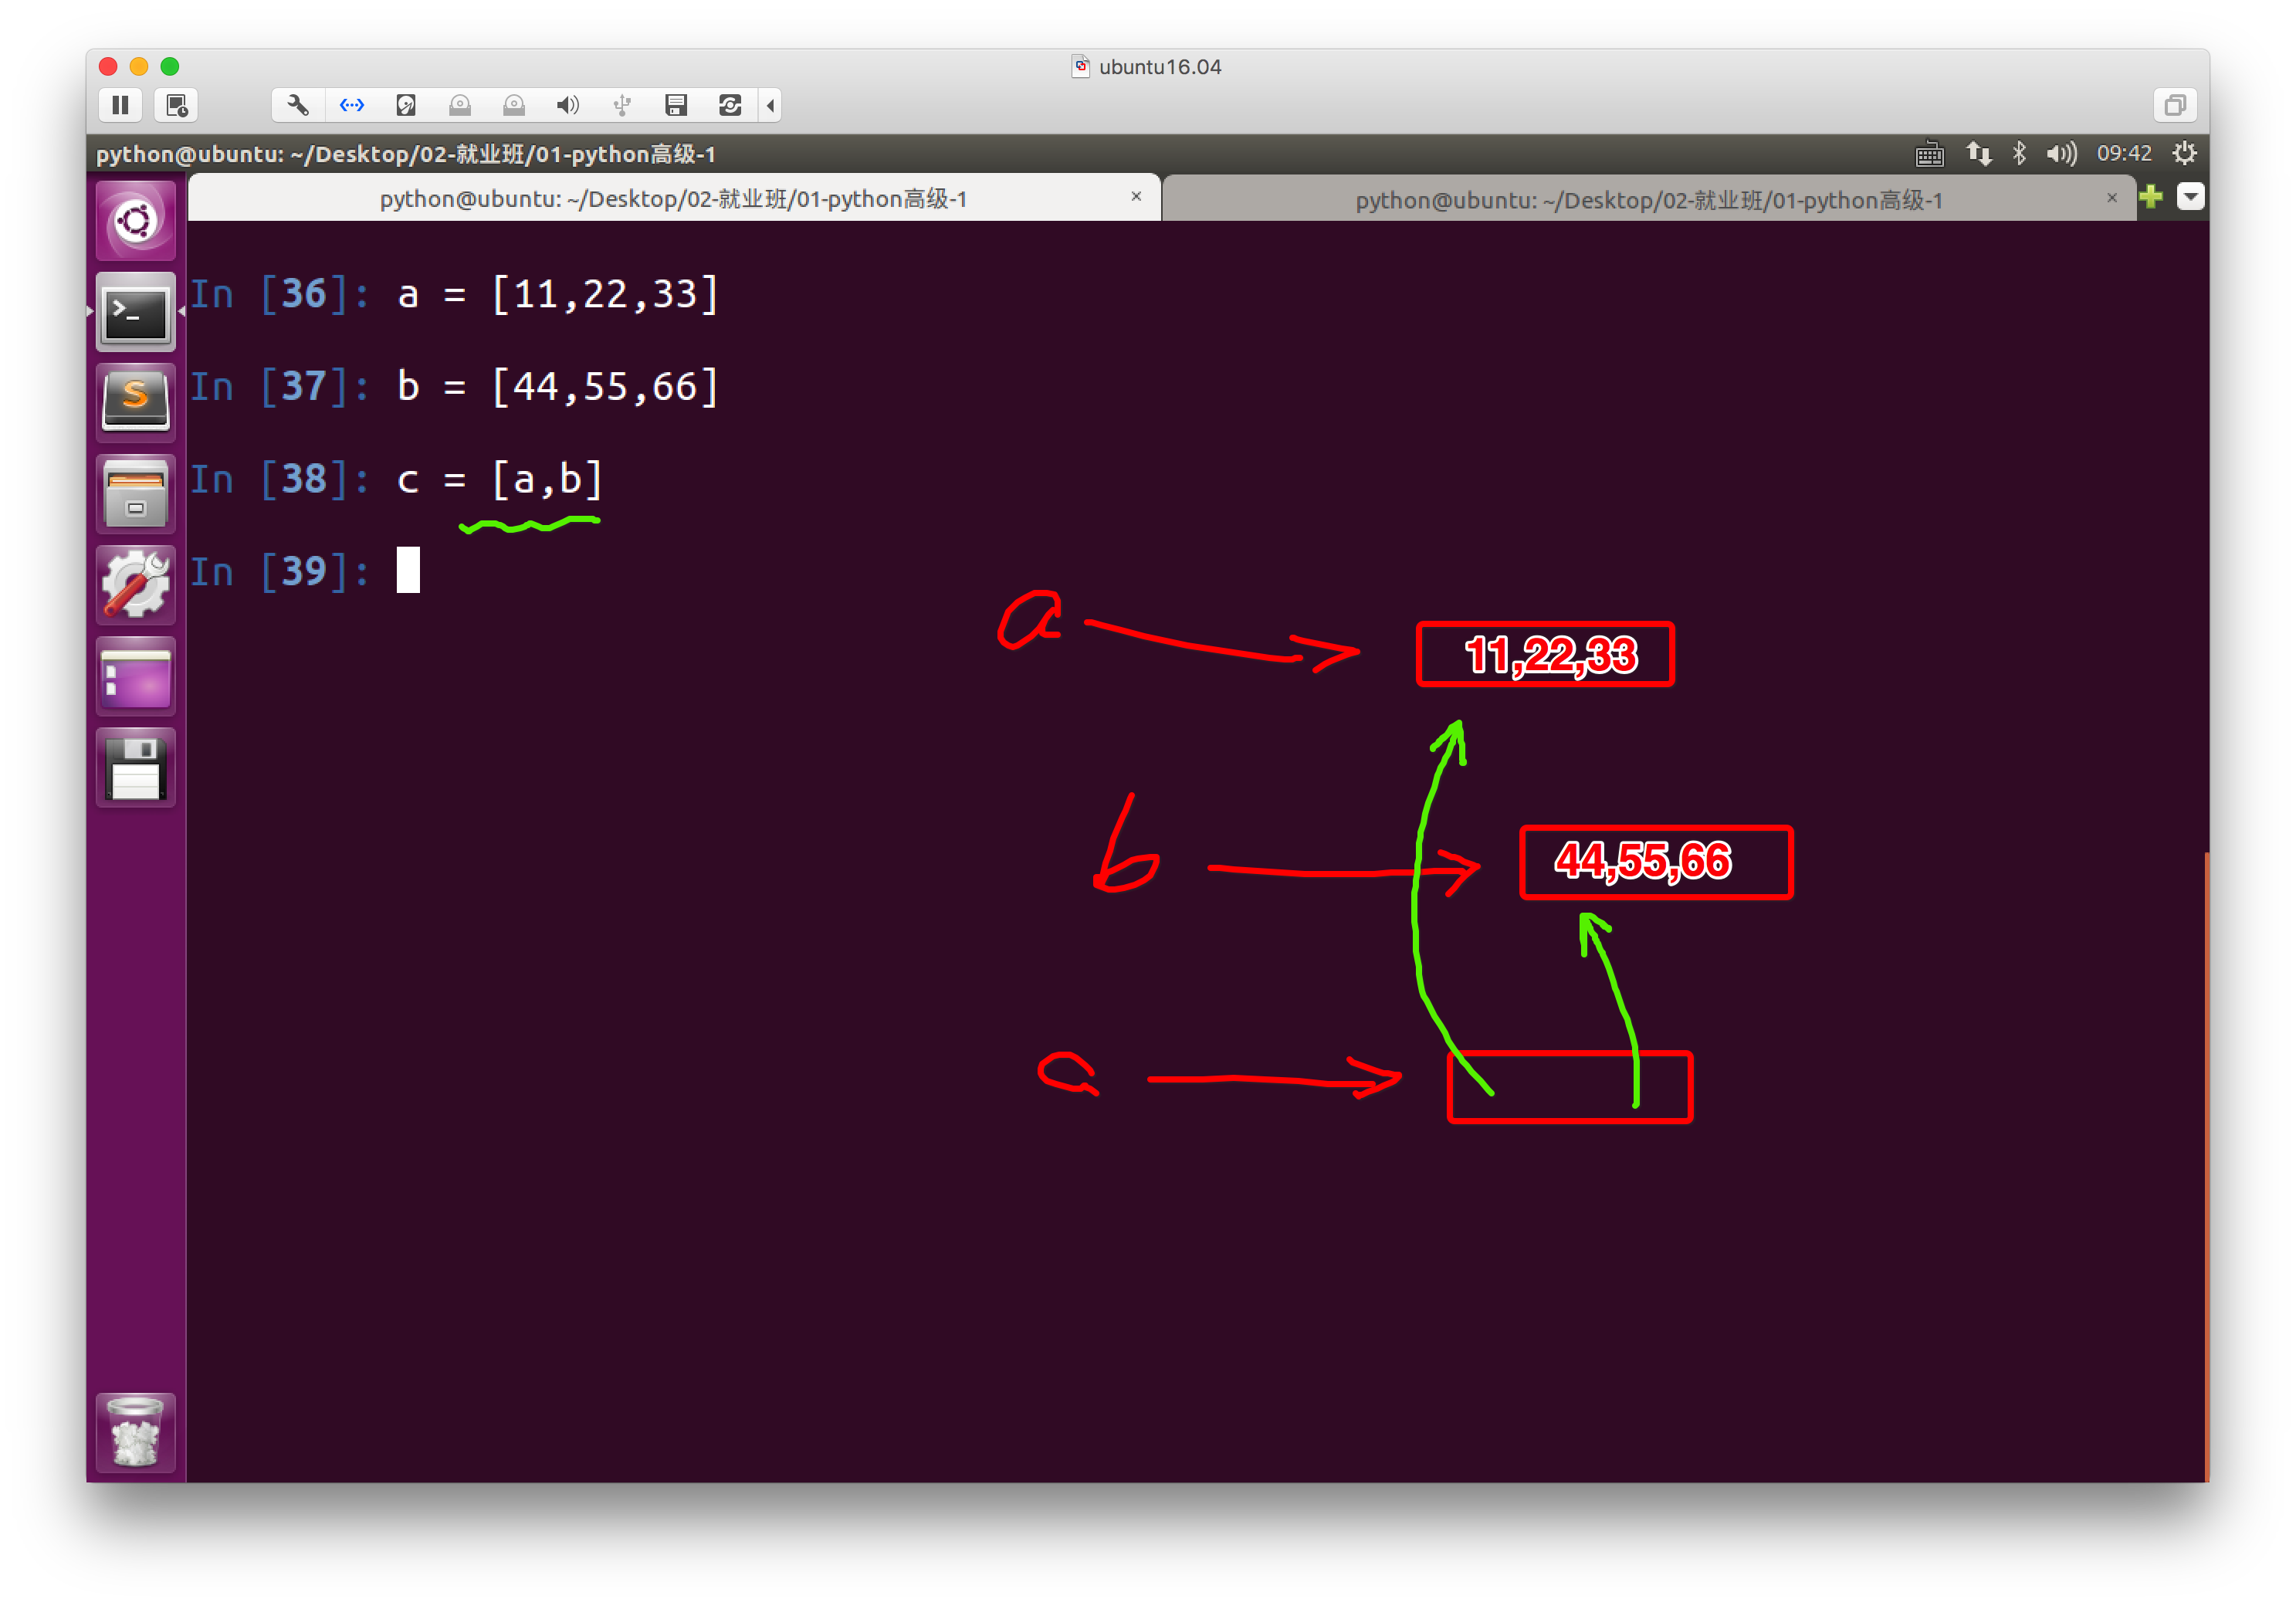 ubuntu16.04
python@ubuntu: ~/Desktop/02-就业班/01-python高级-1
09:42
python@ubuntu: ~/Desktop/02-就业班/01-python高级-1 ×
python@ubuntu: ~/Desktop/02-就业班/01-python高级-1 ×
In [36]: a = [11,22,33]
In [37]: b = [44,55,66]
In [38]: c = [a,b]
In [39]:
a
11,22,33
b
44,55,66
c